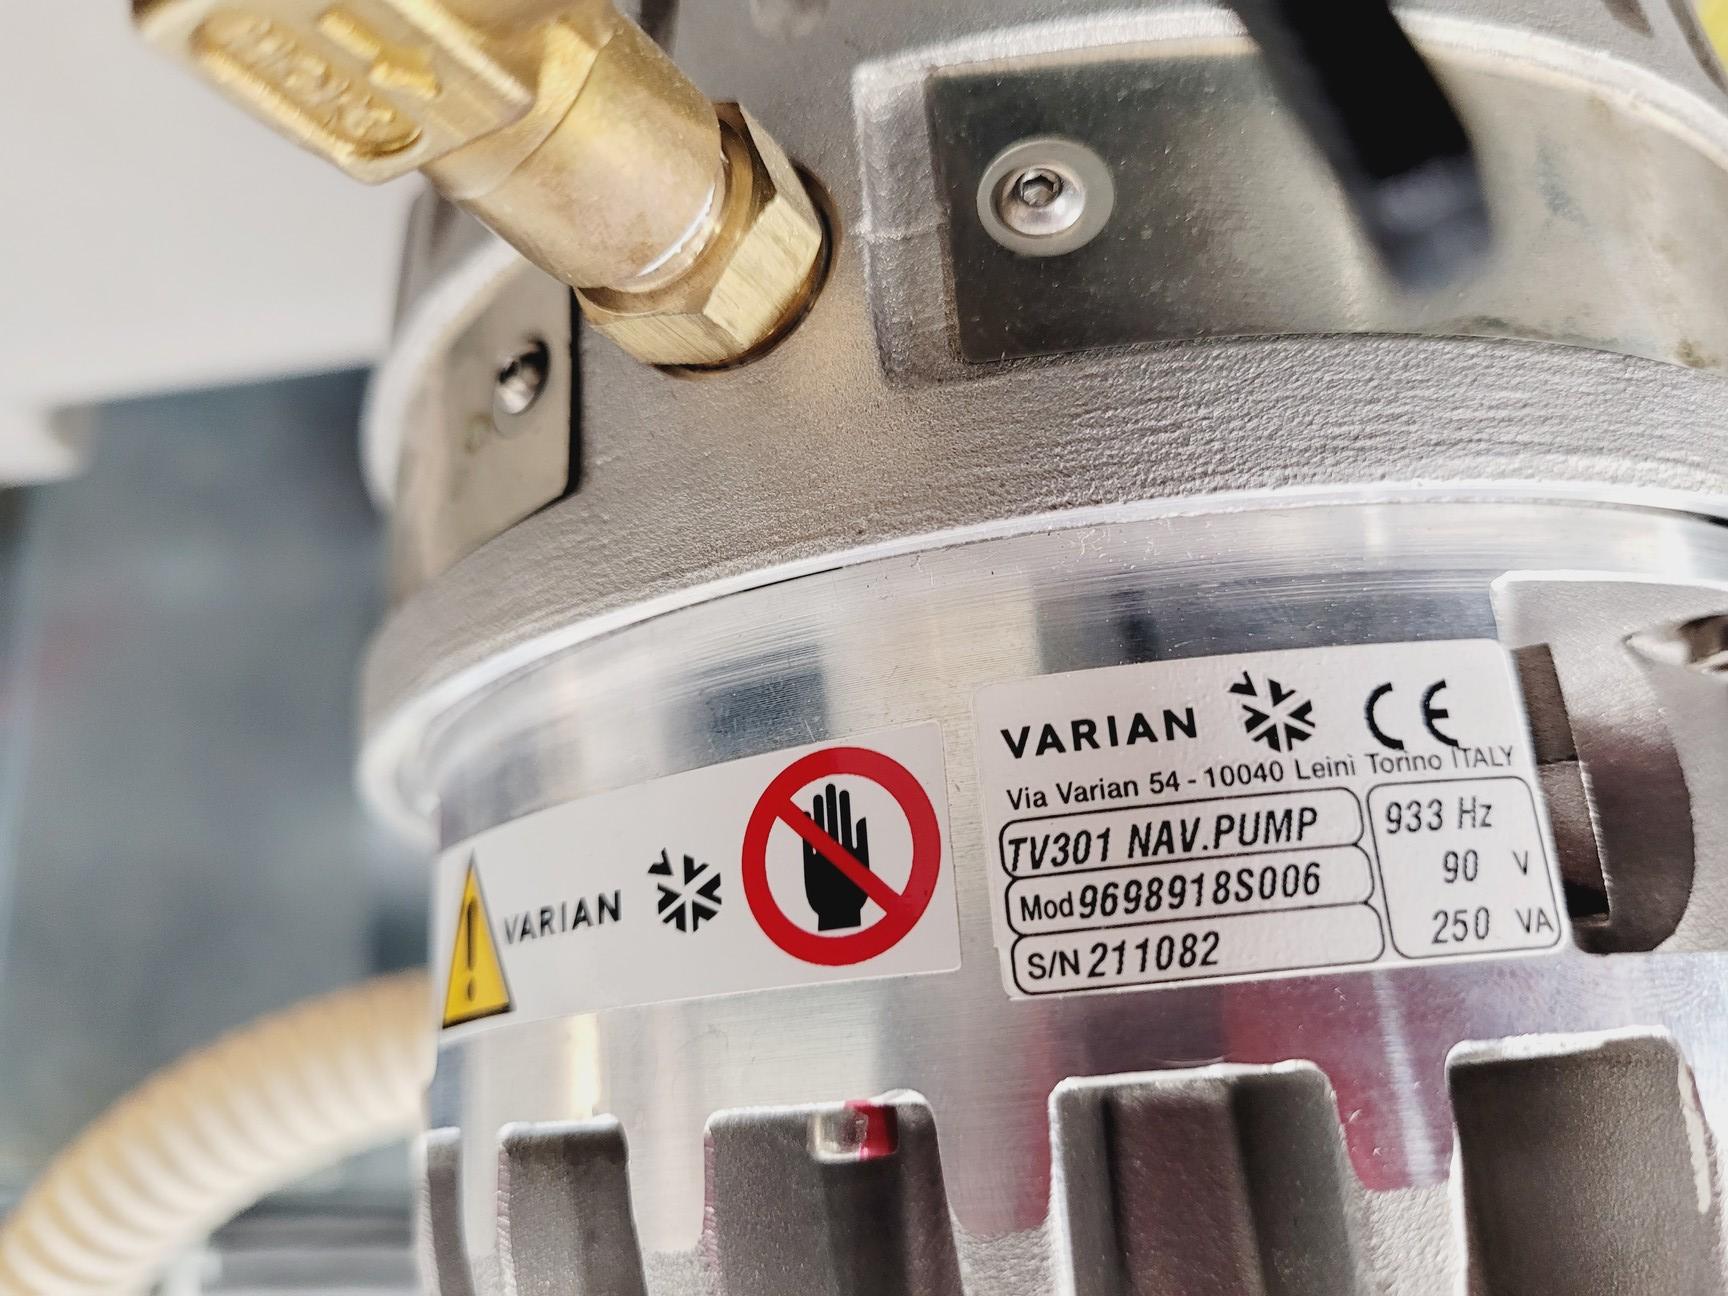 VARIAN
VARIAN CE
Via Varian 54 - 10040 Leinì Torino ITALY
TV301 NAV.PUMP
933 Hz
Mod 9698918S006
90 V
S/N 211082
250 VA